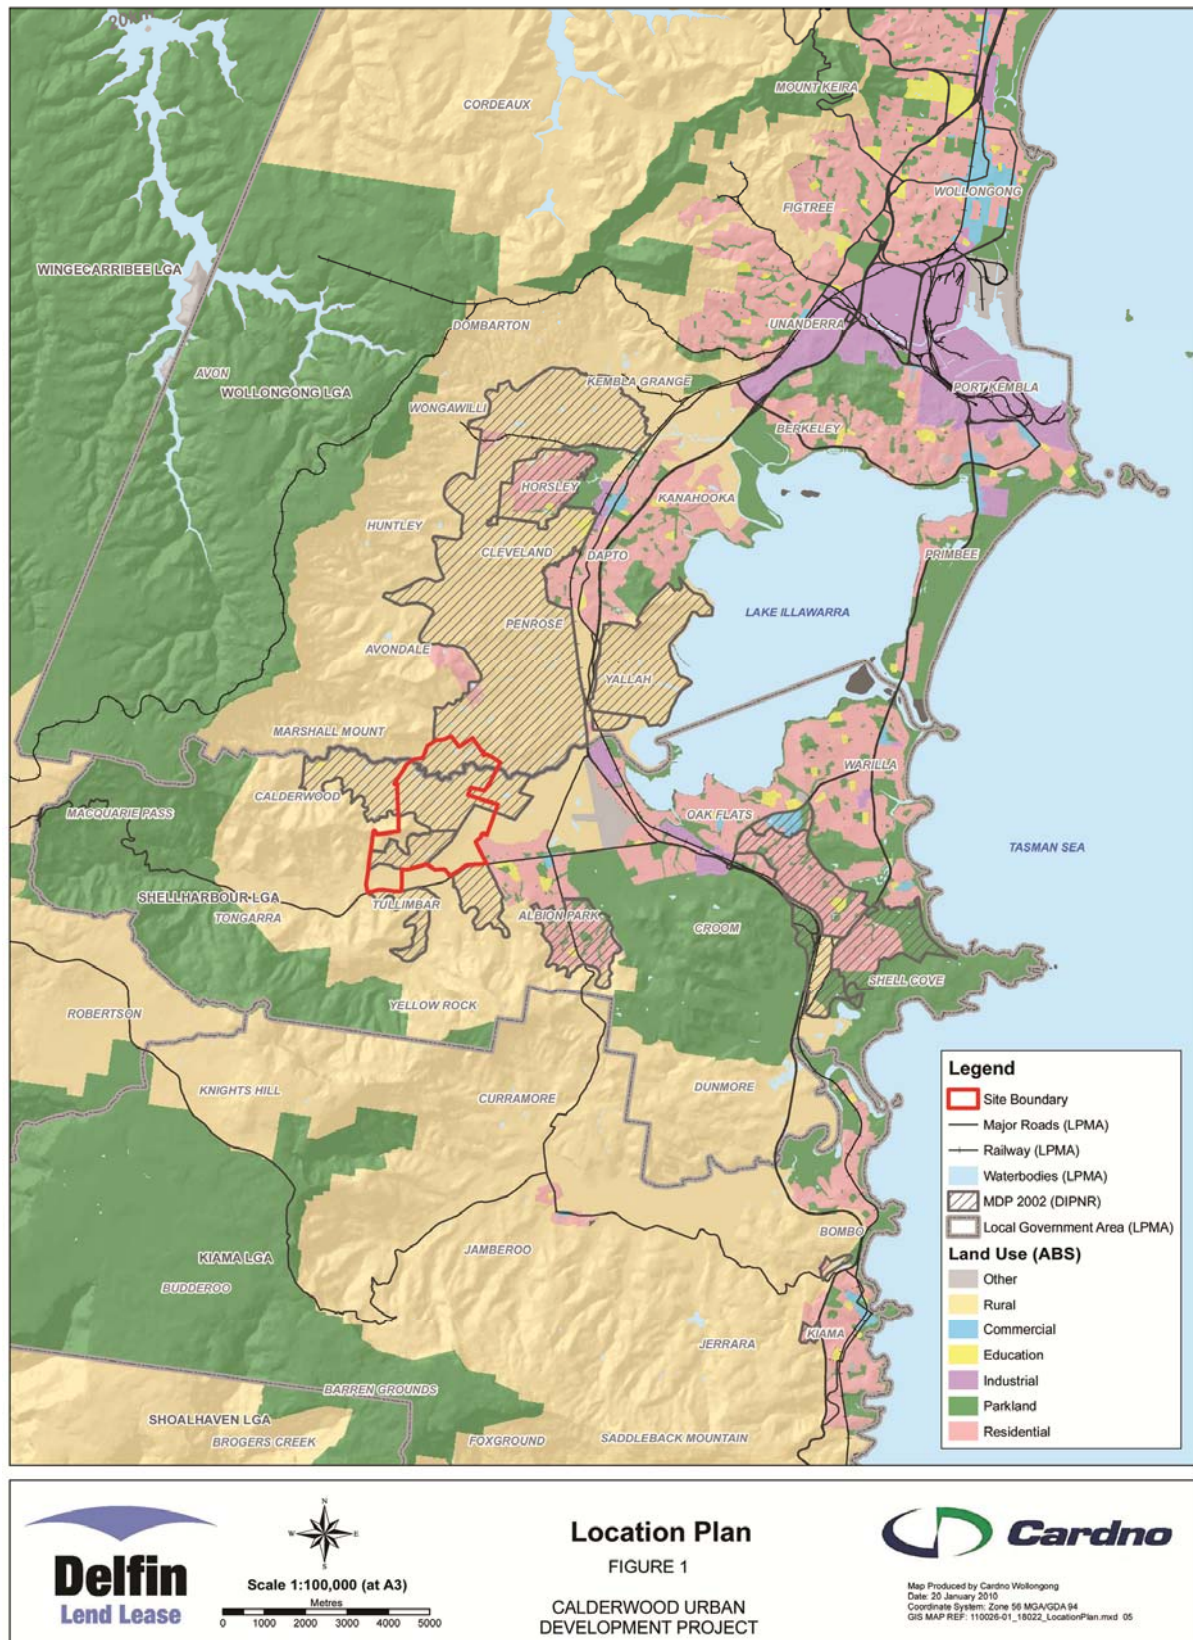 CORDEAUX
MOUNT KEIRA
WOLLONGONG
FIGTREE
WINGECARRIBEE LGA
UNANDERRA
DOMBARTON
AVON
WOLLONGONG LGA
KEMBLA GRANGE
PORT KEMBLA
WONGAWILLI
BERKELEY
HORSLEY
KANAHOOKA
HUNTLEY
CLEVELAND
DAPTO
PRIMBEE
LAKE ILLAWARRA
PENROSE
AVONDALE
YALLAH
MARSHALL MOUNT
WARILLA
CALDERWOOD
MACQUARIE PASS
OAK FLATS
TASMAN SEA
SHELLHARBOUR LGA
TULLIMBAR
TONGARRA
ALBION PARK
CROOM
SHELL COVE
YELLOW ROCK
ROBERTSON
KNIGHTS HILL
CURRAMORE
DUNMORE
BOMBO
JAMBEROO
KIAMA LGA
BUDDEROO
KIAMA
JERRARA
BARREN GROUNDS
SHOALHAVEN LGA
BROGERS CREEK
FOXGROUND
SADDLEBACK MOUNTAIN
Legend
Site Boundary
Major Roads (LPMA)
Railway (LPMA)
Waterbodies (LPMA)
MDP 2002 (DIPNR)
Local Government Area (LPMA)
Land Use (ABS)
Other
Rural
Commercial
Education
Industrial
Parkland
Residential
Delfin
Lend Lease
N
W E
S
Scale 1:100,000 (at A3)
Metres
0 1000 2000 3000 4000 5000
Location Plan
FIGURE 1
CALDERWOOD URBAN
DEVELOPMENT PROJECT
Cardno
Map Produced by Cardno Wollongong
Date: 20 January 2010
Coordinate System: Zone 56 MGA/GDA 94
GIS MAP REF: 110026-01_18022_LocationPlan.mxd 05